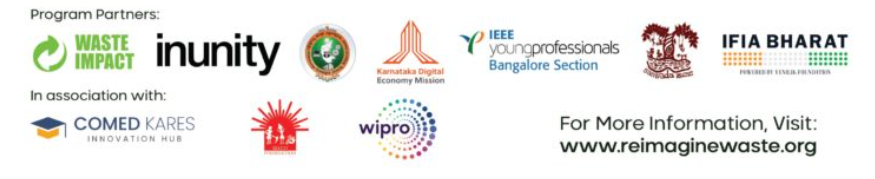 Program Partners:
WASTE
IMPACT
inunity
Karnataka Digital
Economy Mission
IEEE
youngprofessionals
Bangalore Section
IFIA BHARAT
POWERED BY VENILIK FOUNDATION
In association with:
COMED KARES
INNOVATION HUB
wipro
For More Information, Visit:
www.reimaginewaste.org